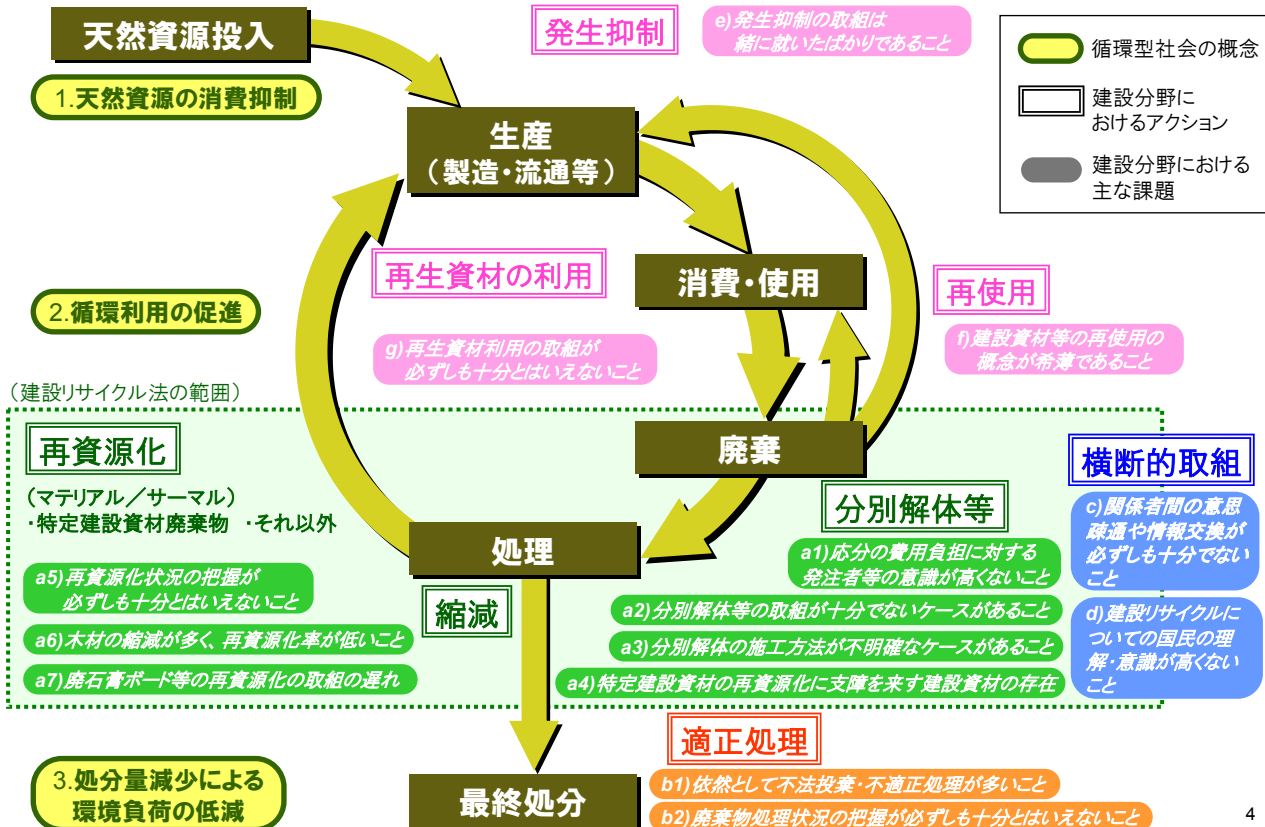 天然資源投入
発生抑制
e)発生抑制の取組は
緒に就いたばかりであること
循環型社会の概念
建設分野に
おけるアクション
建設分野における
主な課題
1.天然資源の消費抑制
生産
(製造・流通等)
再生資材の利用
消費・使用
再使用
2.循環利用の促進
g)再生資材利用の取組が
必ずしも十分とはいえないこと
f)建設資材等の再使用の
概念が希薄であること
(建設リサイクル法の範囲)
再資源化
(マテリアル/サーマル)
・特定建設資材廃棄物 ・それ以外
廃棄
横断的取組
分別解体等
処理
縮減
a5)再資源化状況の把握が
必ずしも十分とはいえないこと
a6)木材の縮減が多く、再資源化率が低いこと
a7)廃石膏ボード等の再資源化の取組の遅れ
a1)応分の費用負担に対する
発注者等の意識が高くないこと
a2)分別解体等の取組が十分でないケースがあること
a3)分別解体の施工方法が不明確なケースがあること
a4)特定建設資材の再資源化に支障を来す建設資材の存在
c)関係者間の意思
疎通や情報交換が
必ずしも十分でない
こと
d)建設リサイクルに
ついての国民の理
解・意識が高くない
こと
適正処理
3.処分量減少による
環境負荷の低減
最終処分
b1)依然として不法投棄・不適正処理が多いこと
b2)廃棄物処理状況の把握が必ずしも十分とはいえないこと
4